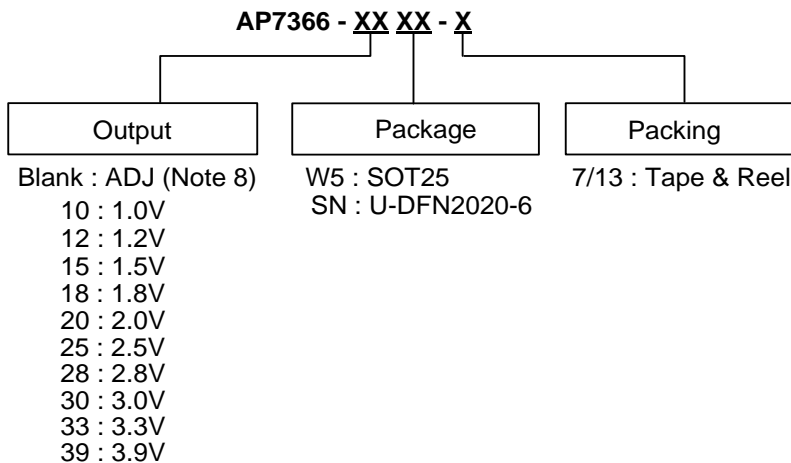 AP7366 - XX XX - X
Output
Package
Packing
Blank : ADJ (Note 8)
10 : 1.0V
12 : 1.2V
15 : 1.5V
18 : 1.8V
20 : 2.0V
25 : 2.5V
28 : 2.8V
30 : 3.0V
33 : 3.3V
39 : 3.9V
W5 : SOT25
SN : U-DFN2020-6
7/13 : Tape & Reel